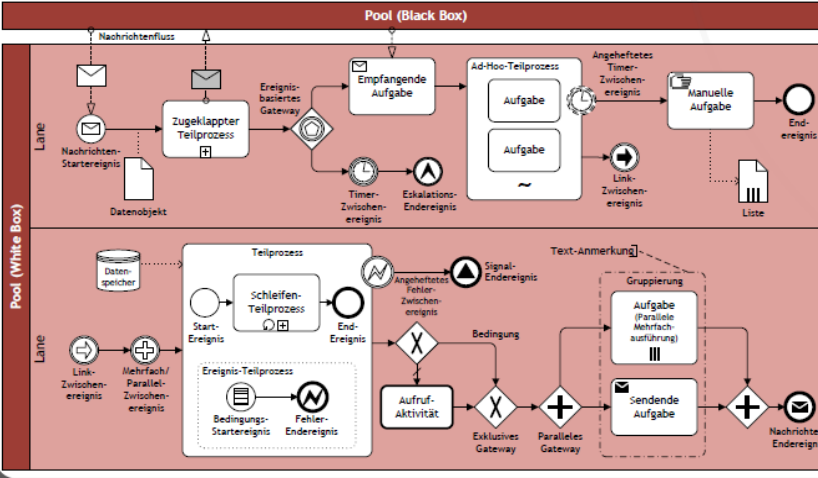 Pool (Black Box)
Nachrichtenfluss
Pool (White Box)
Lane
Nachrichten-
Startereignis
Zugeklappter
Teilprozess
Datenobjekt
Ereignis-
basiertes
Gateway
Empfangende
Aufgabe
Timer-
Zwischen-
ereignis
Eskalations-
Endereignis
Ad-Hoc-Teilprozess
Aufgabe
Aufgabe
~
Angeheftetes
Timer-
Zwischen-
ereignis
Link-
Zwischen-
ereignis
Manuelle
Aufgabe
Liste
End-
ereignis
Lane
Daten-
speicher
Link-
Zwischen-
ereignis
Mehrfach/
Parallel-
Zwischen-
ereignis
Teilprozess
Start-
Ereignis
Schleifen-
Teilprozess
End-
Ereignis
Ereignis-Teilprozess
Bedingungs-
Startereignis
Fehler-
Endereignis
Angeheftetes
Fehler-
Zwischen-
ereignis
Signal-
Endereignis
Bedingung
Aufruf-
Aktivität
Exklusives
Gateway
Paralleles
Gateway
Text-Anmerkung
Gruppierung
Aufgabe
(Parallele
Mehrfach-
ausführung)
Sendende
Aufgabe
Nachrichte
Endereign